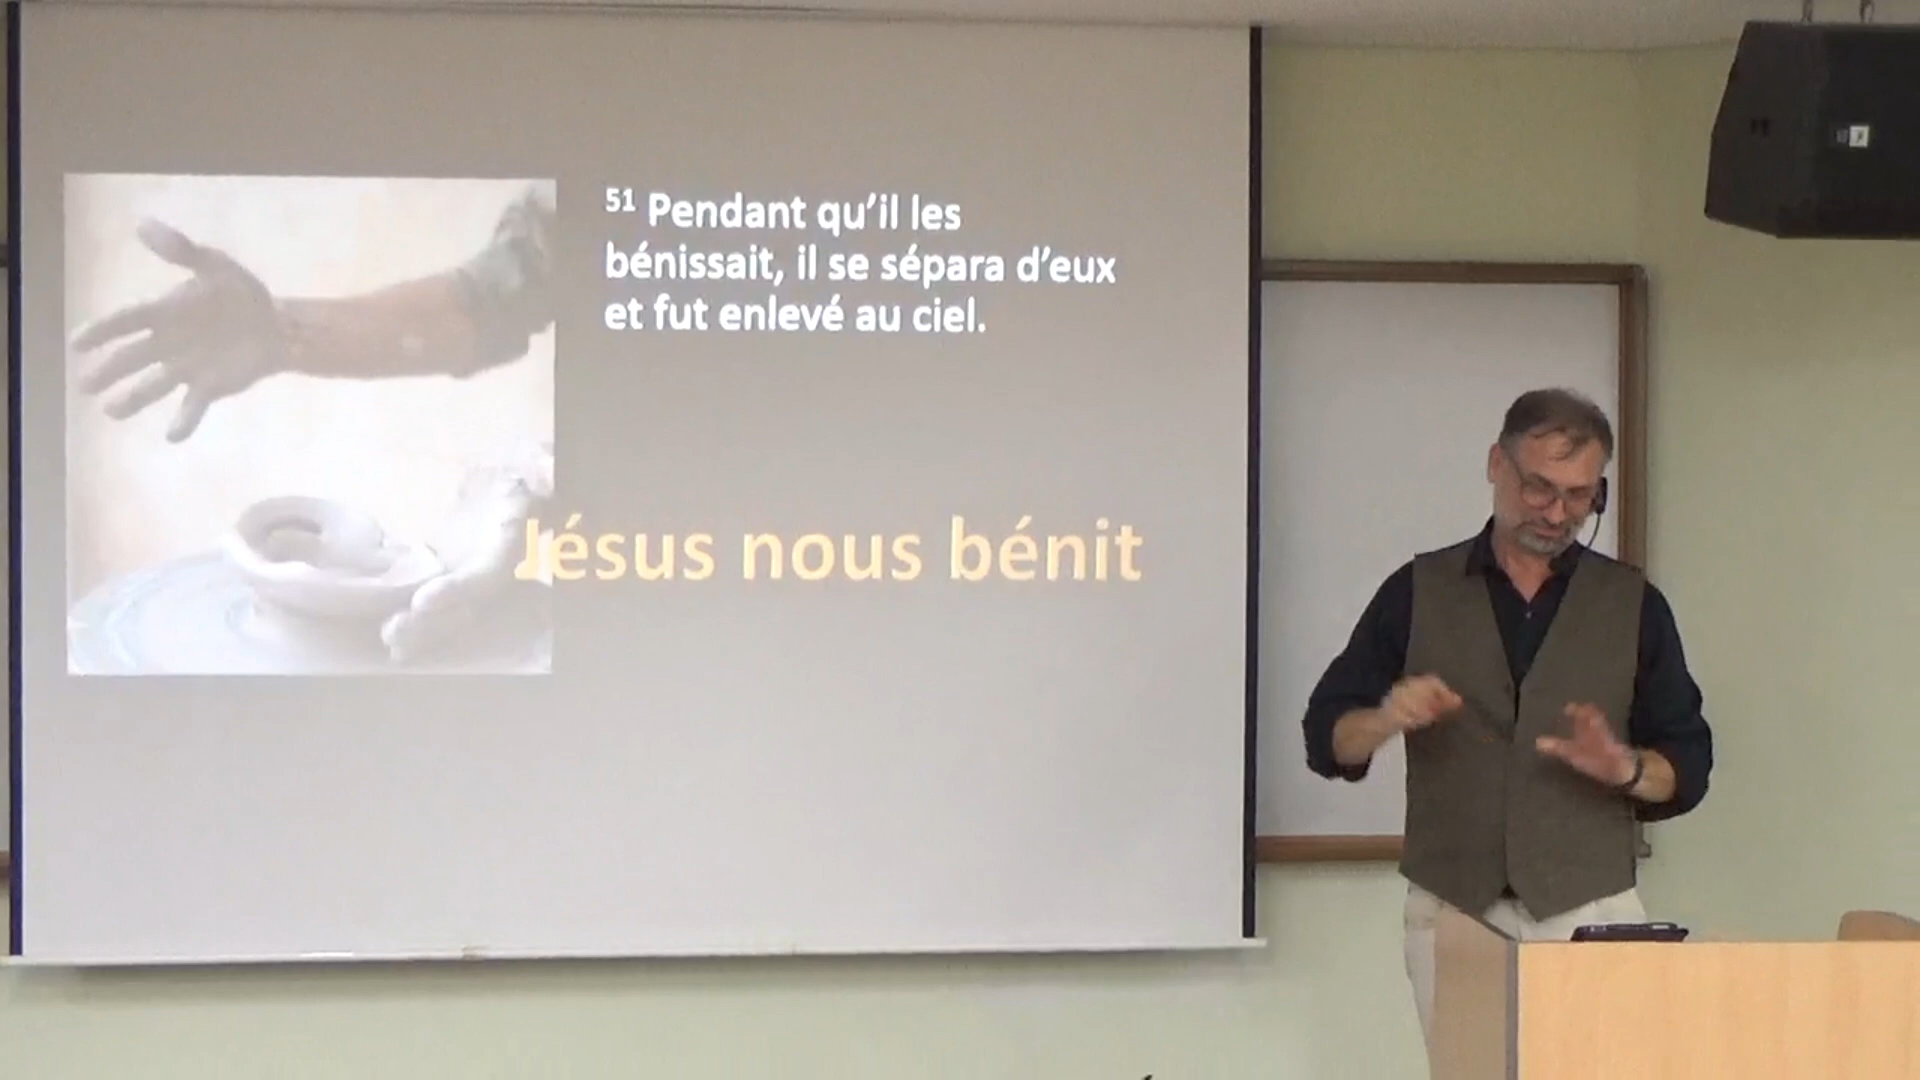 51 Pendant qu’il les
bénissait, il se sépara d’eux
et fut enlevé au ciel.
Jésus nous bénit